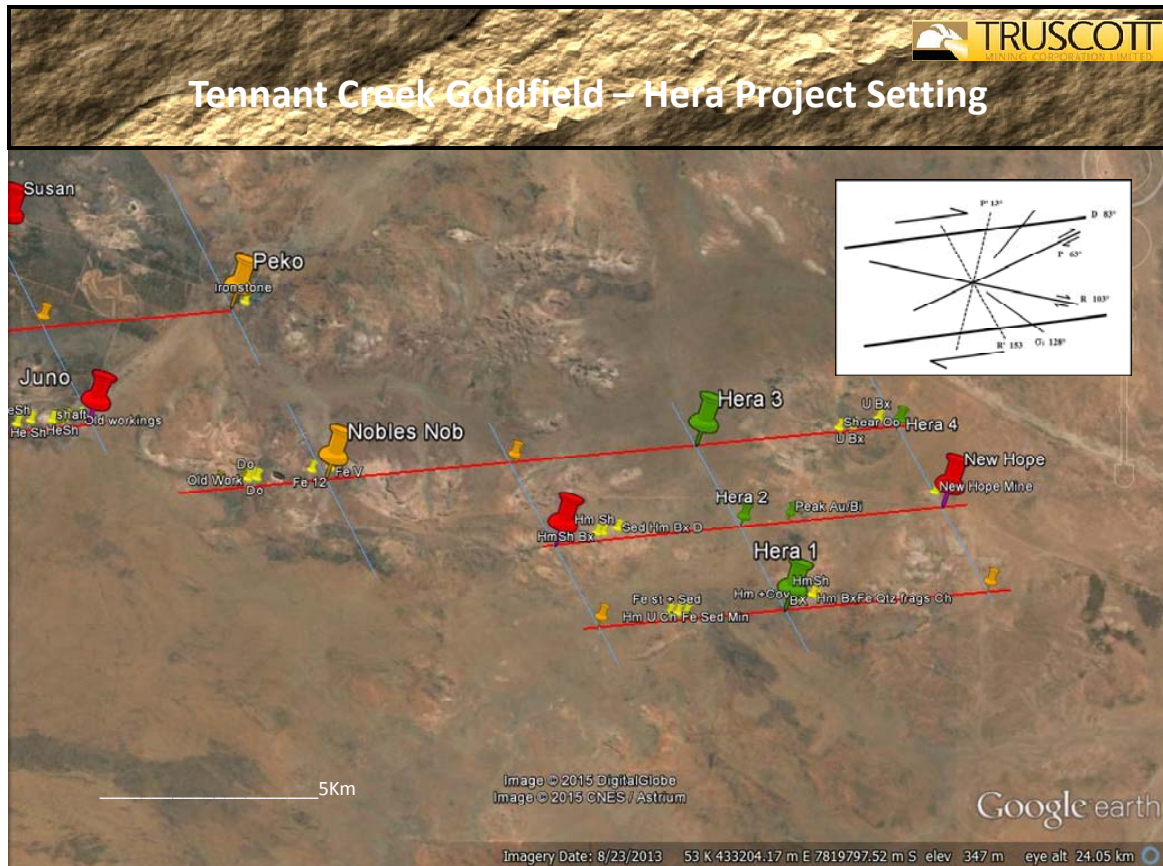 TRUSCOTT
MINING CORPORATION LIMITED
Tennant Creek Goldfield – Hera Project Setting
Susan
Peko
Ironstone
P' 13°
D 83°
P 63°
R 103°
R' 153
128°
Juno
shaft
Old workings
He Sh
HeSh
Nobles Nob
Do
Old Work
Do
Fe 12
Fe V
Hera 3
U Bx
Shear Co
Hera 4
U Bx
New Hope
New Hope Mine
Hera 2
Peak Au/Bi
Hm Sh
Sed Hm Bx D
HmSh Bx
Hera 1
HmSh
Hm +Cov
Bx
Hm BxFe Qtz frags Ch
Fe st + Sed
Hm U Ch Fe Sed Min
5Km
Image © 2015 DigitalGlobe
Image © 2015 CNES / Astrium
Google earth
Imagery Date: 8/23/2013 53 K 433204.17 m E 7819797.52 m S elev 347 m eye alt 24.05 km